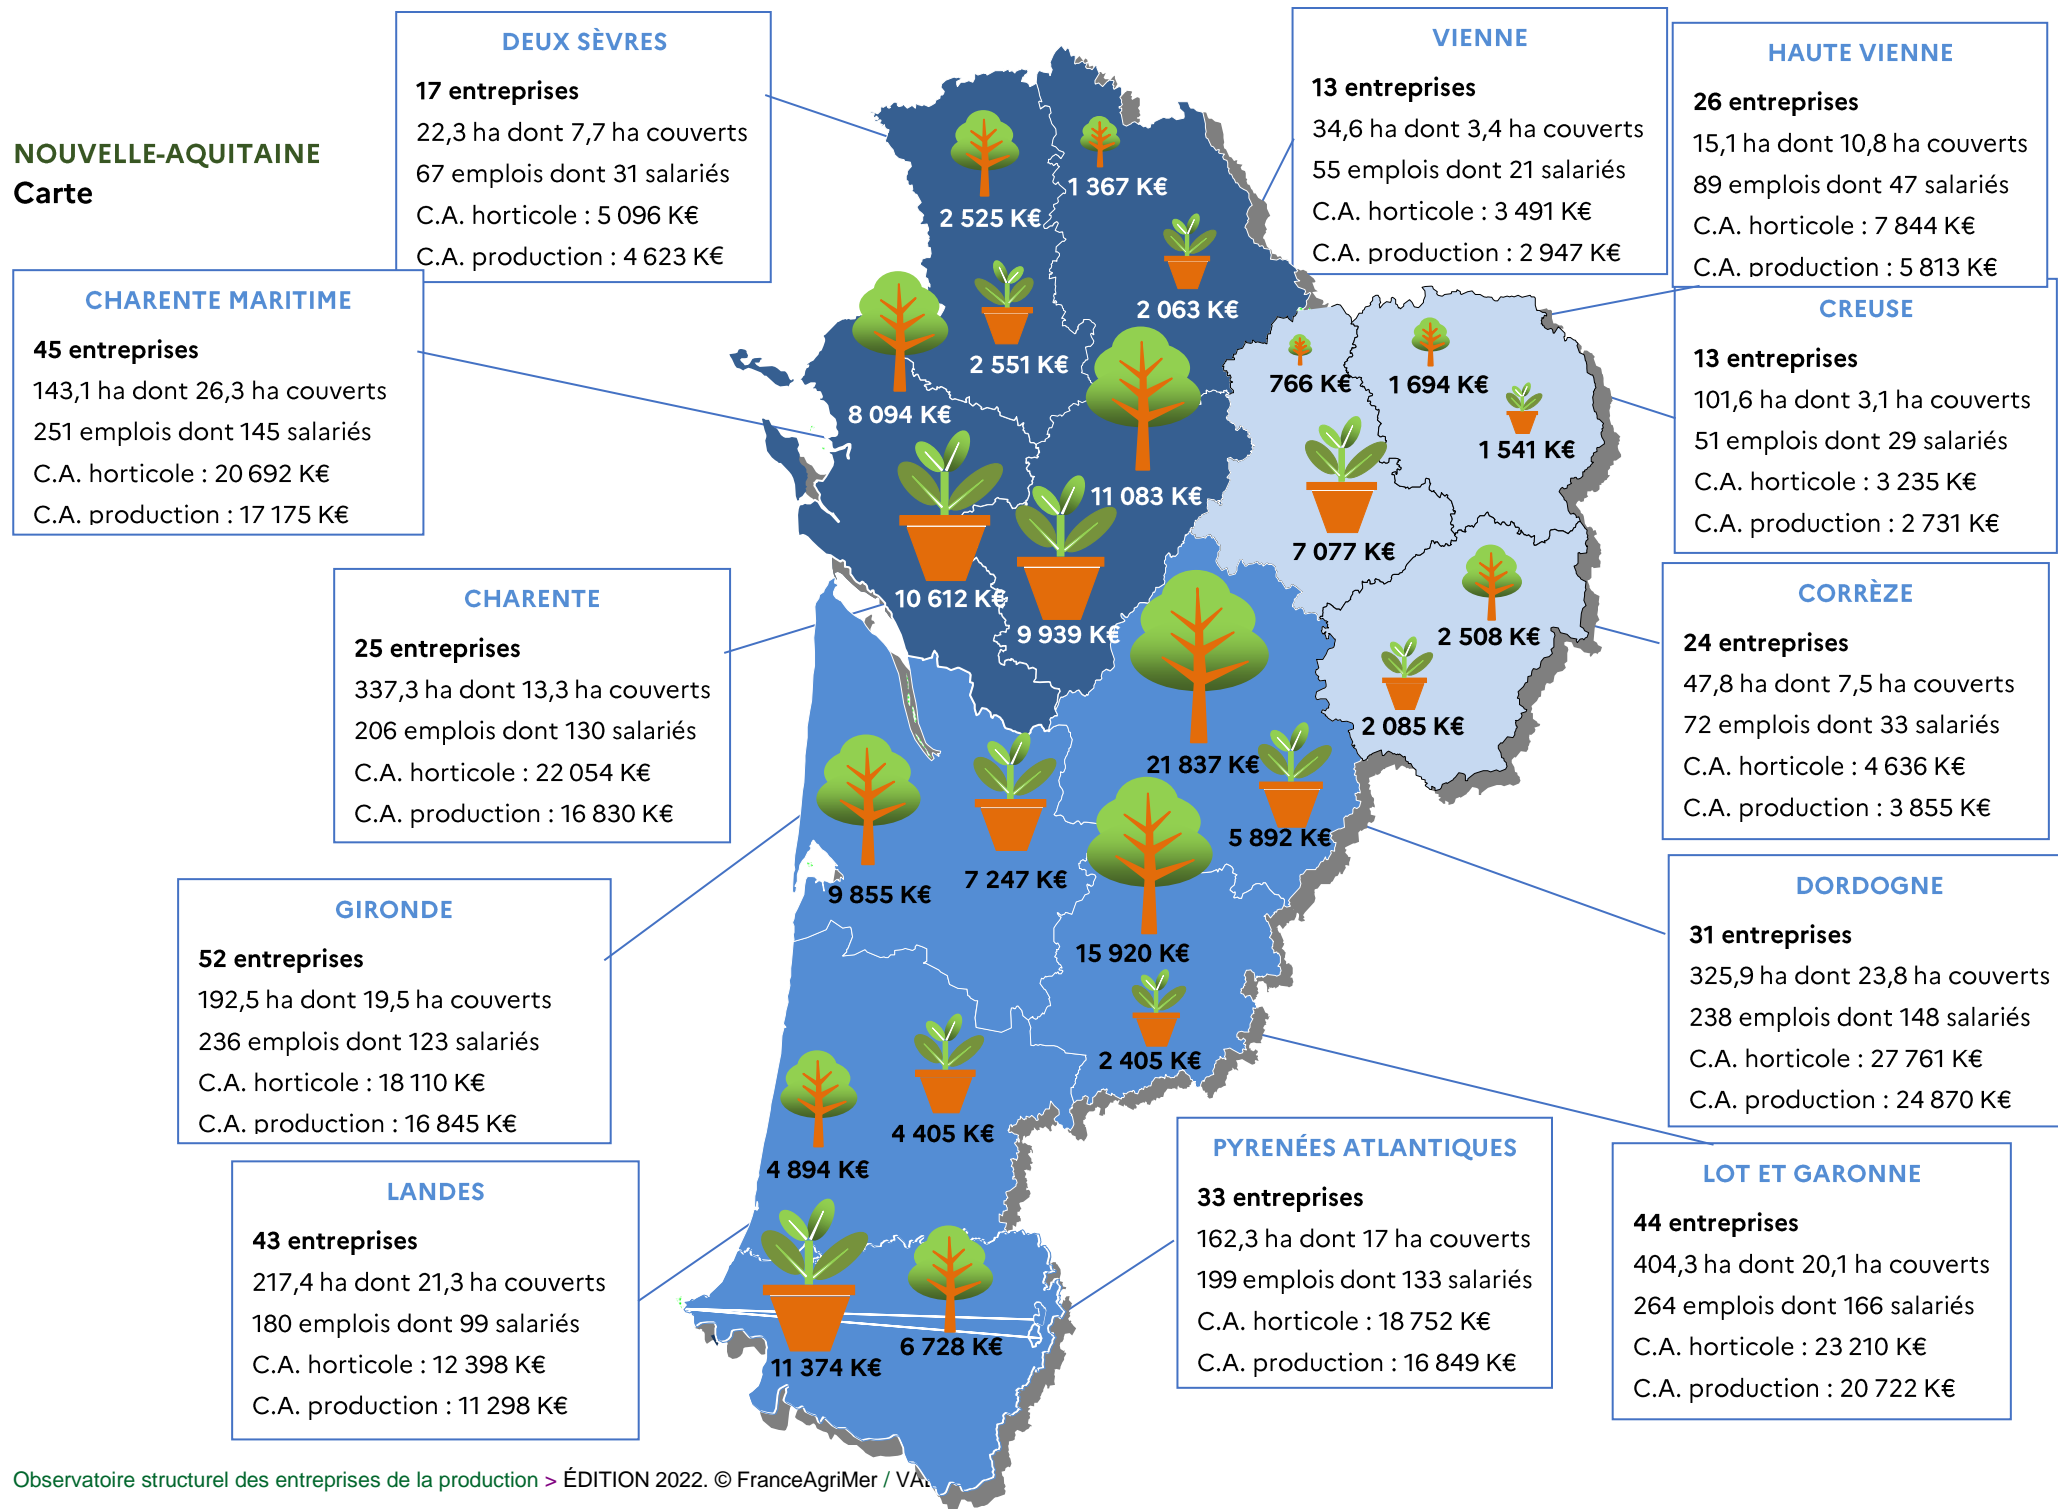 NOUVELLE-AQUITAINE
Carte
DEUX SÈVRES
17 entreprises
22,3 ha dont 7,7 ha couverts
67 emplois dont 31 salariés
C.A. horticole : 5 096 K€
C.A. production : 4 623 K€
VIENNE
13 entreprises
34,6 ha dont 3,4 ha couverts
55 emplois dont 21 salariés
C.A. horticole : 3 491 K€
C.A. production : 2 947 K€
HAUTE VIENNE
26 entreprises
15,1 ha dont 10,8 ha couverts
89 emplois dont 47 salariés
C.A. horticole : 7 844 K€
C.A. production : 5 813 K€
CHARENTE MARITIME
45 entreprises
143,1 ha dont 26,3 ha couverts
251 emplois dont 145 salariés
C.A. horticole : 20 692 K€
C.A. production : 17 175 K€
CREUSE
13 entreprises
101,6 ha dont 3,1 ha couverts
51 emplois dont 29 salariés
C.A. horticole : 3 235 K€
C.A. production : 2 731 K€
CHARENTE
25 entreprises
337,3 ha dont 13,3 ha couverts
206 emplois dont 130 salariés
C.A. horticole : 22 054 K€
C.A. production : 16 830 K€
CORRÈZE
24 entreprises
47,8 ha dont 7,5 ha couverts
72 emplois dont 33 salariés
C.A. horticole : 4 636 K€
C.A. production : 3 855 K€
GIRONDE
52 entreprises
192,5 ha dont 19,5 ha couverts
236 emplois dont 123 salariés
C.A. horticole : 18 110 K€
C.A. production : 16 845 K€
DORDOGNE
31 entreprises
325,9 ha dont 23,8 ha couverts
238 emplois dont 148 salariés
C.A. horticole : 27 761 K€
C.A. production : 24 870 K€
LANDES
43 entreprises
217,4 ha dont 21,3 ha couverts
180 emplois dont 99 salariés
C.A. horticole : 12 398 K€
C.A. production : 11 298 K€
PYRENÉES ATLANTIQUES
33 entreprises
162,3 ha dont 17 ha couverts
199 emplois dont 133 salariés
C.A. horticole : 18 752 K€
C.A. production : 16 849 K€
LOT ET GARONNE
44 entreprises
404,3 ha dont 20,1 ha couverts
264 emplois dont 166 salariés
C.A. horticole : 23 210 K€
C.A. production : 20 722 K€
1 367 K€
2 525 K€
2 063 K€
2 551 K€
766 K€
1 694 K€
8 094 K€
1 541 K€
11 083 K€
7 077 K€
10 612 K€
9 939 K€
2 508 K€
2 085 K€
21 837 K€
5 892 K€
7 247 K€
9 855 K€
15 920 K€
2 405 K€
4 405 K€
4 894 K€
6 728 K€
11 374 K€
Observatoire structurel des entreprises de la production > ÉDITION 2022. © FranceAgriMer /